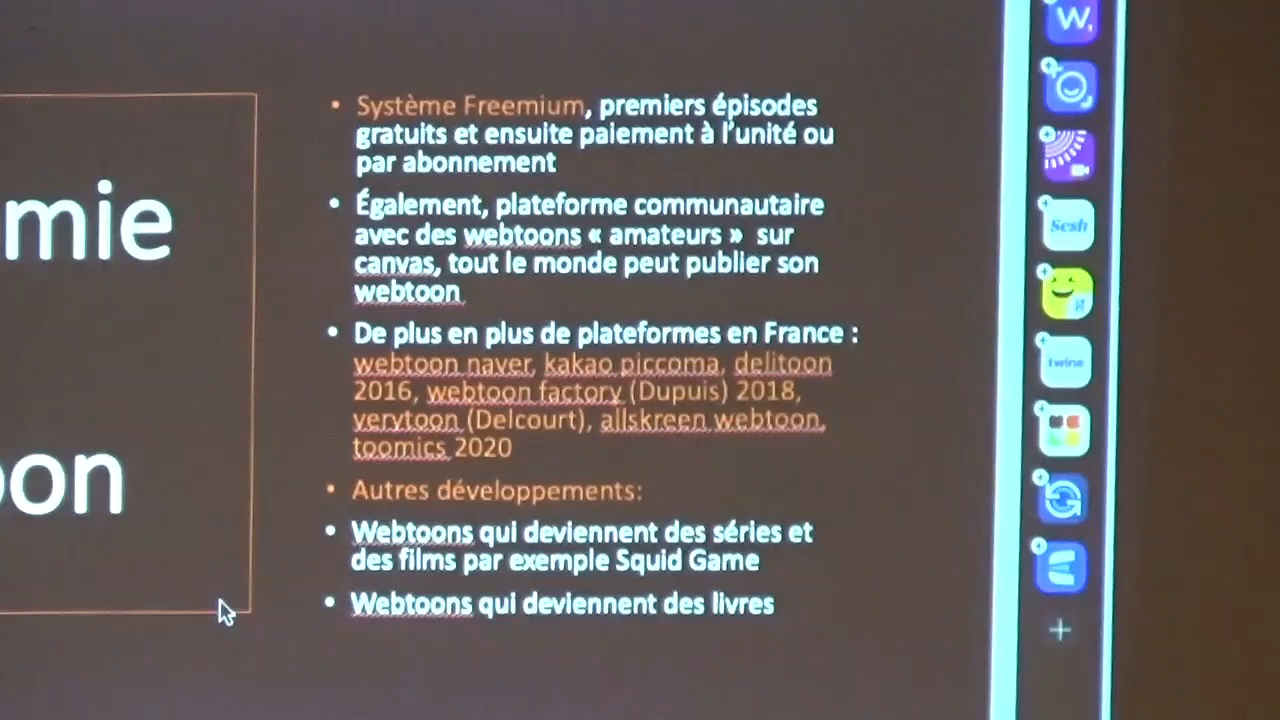 mie
oon
• Système Freemium, premiers épisodes
gratuits et ensuite paiement à l'unité ou
par abonnement
• Également, plateforme communautaire
avec des webtoons « amateurs » sur
canvas, tout le monde peut publier son
webtoon
• De plus en plus de plateformes en France :
webtoon naver, kakao piccoma, delitoon
2016, webtoon factory (Dupuis) 2018,
verytoon (Delcourt), allskreen webtoon,
toomics 2020
• Autres développements:
• Webtoons qui deviennent des séries et
des films par exemple Squid Game
• Webtoons qui deviennent des livres
W
Sesh
twine